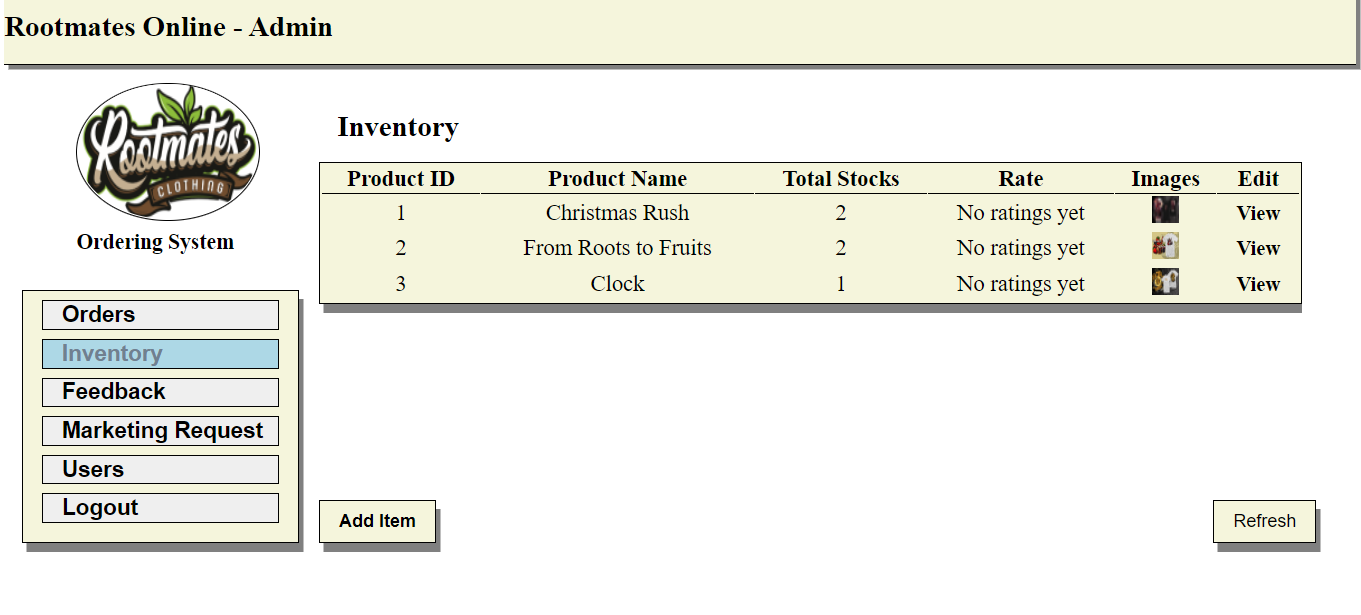 Rootmates Online - Admin
Rootmates
CLOTHING
Ordering System
Orders
Inventory
Feedback
Marketing Request
Users
Logout
Inventory
Product ID Product Name Total Stocks Rate Images Edit
1 Christmas Rush 2 No ratings yet View
2 From Roots to Fruits 2 No ratings yet View
3 Clock 1 No ratings yet View
Add Item
Refresh